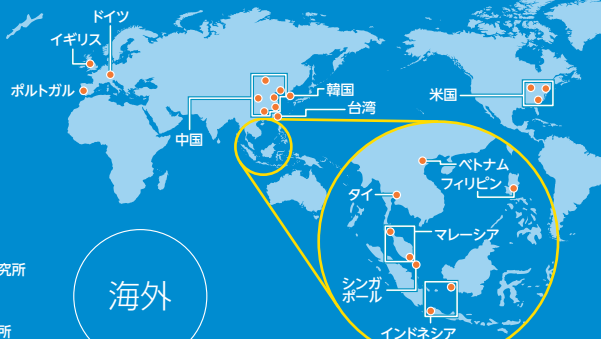 ドイツ
イギリス
ポルトガル
中国
韓国
台湾
米国
ベトナム
フィリピン
タイ
マレーシア
シンガ
ポール
インドネシア
究所
海外
所